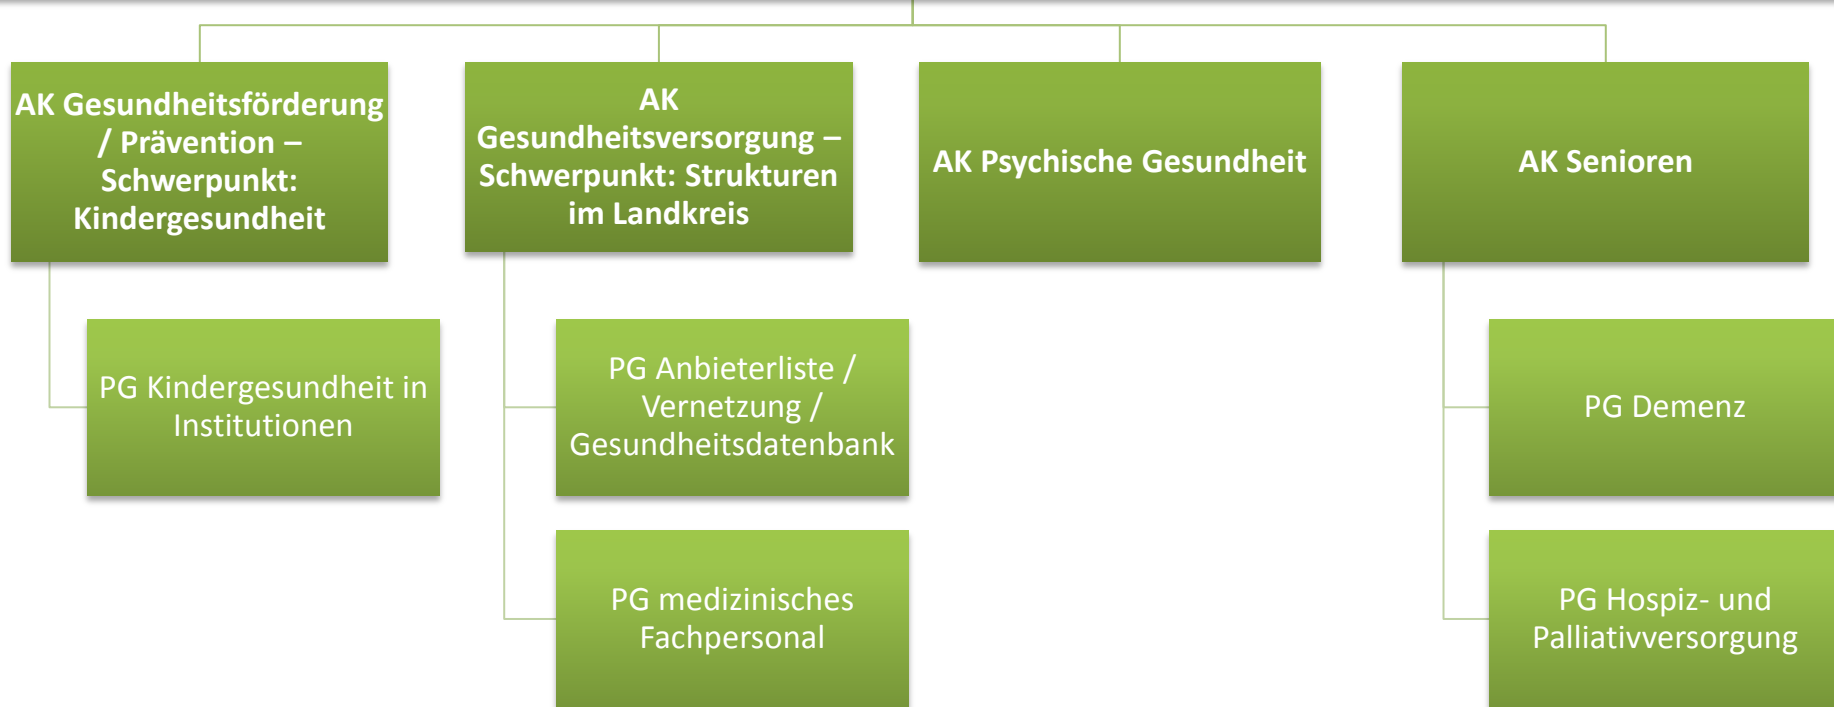 AK Gesundheitsförderung
/ Prävention –
Schwerpunkt:
Kindergesundheit
AK
Gesundheitsversorgung –
Schwerpunkt: Strukturen
im Landkreis
AK Psychische Gesundheit
AK Senioren
PG Kindergesundheit in
Institutionen
PG Anbieterliste /
Vernetzung /
Gesundheitsdatenbank
PG Demenz
PG medizinisches
Fachpersonal
PG Hospiz- und
Palliativversorgung